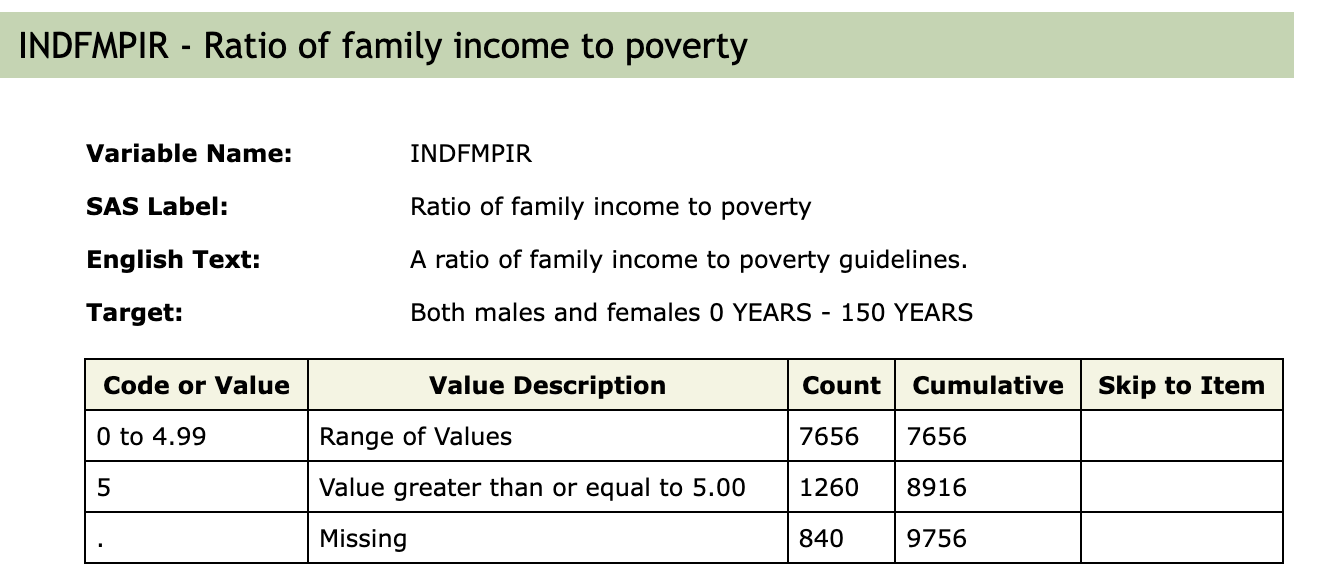 INDFMPIR - Ratio of family income to poverty
Variable Name: INDFMPIR
SAS Label: Ratio of family income to poverty
English Text: A ratio of family income to poverty guidelines.
Target: Both males and females 0 YEARS - 150 YEARS
Code or Value Value Description Count Cumulative Skip to Item
0 to 4.99 Range of Values 7656 7656
5 Value greater than or equal to 5.00 1260 8916
. Missing 840 9756